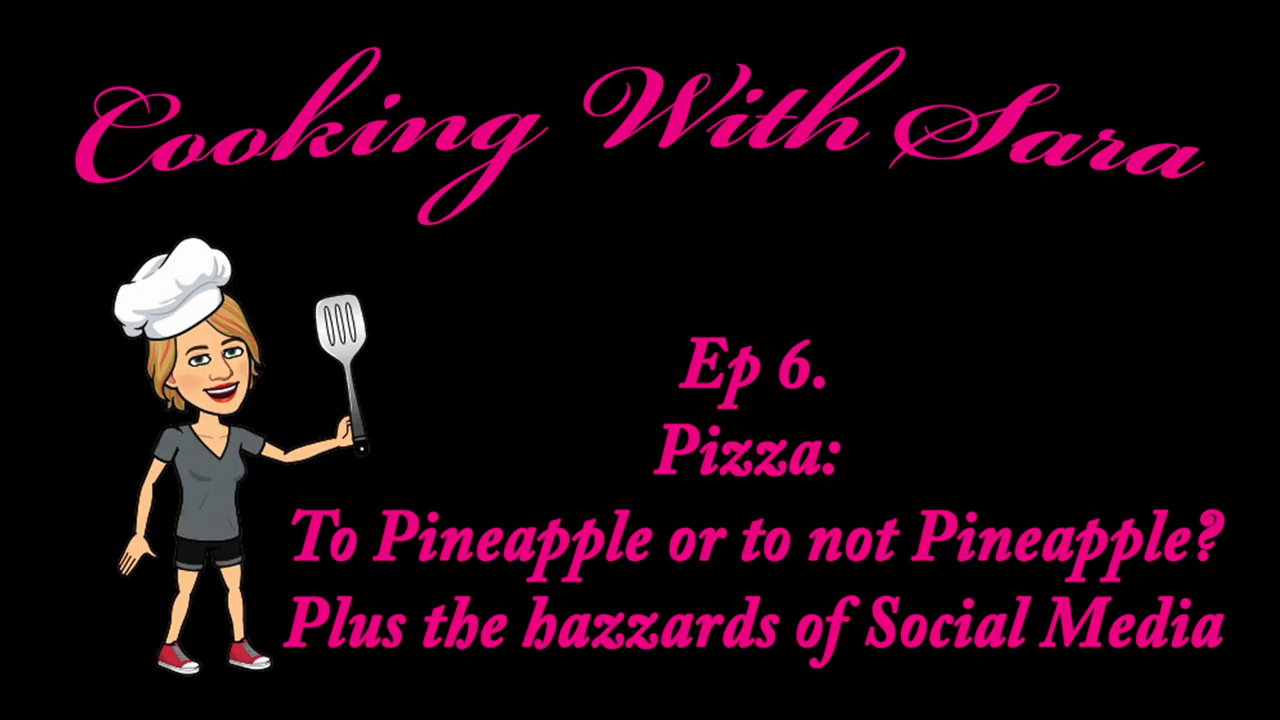 Cooking With Sara
Ep 6.
Pizza:
To Pineapple or to not Pineapple?
Plus the hazzards of Social Media